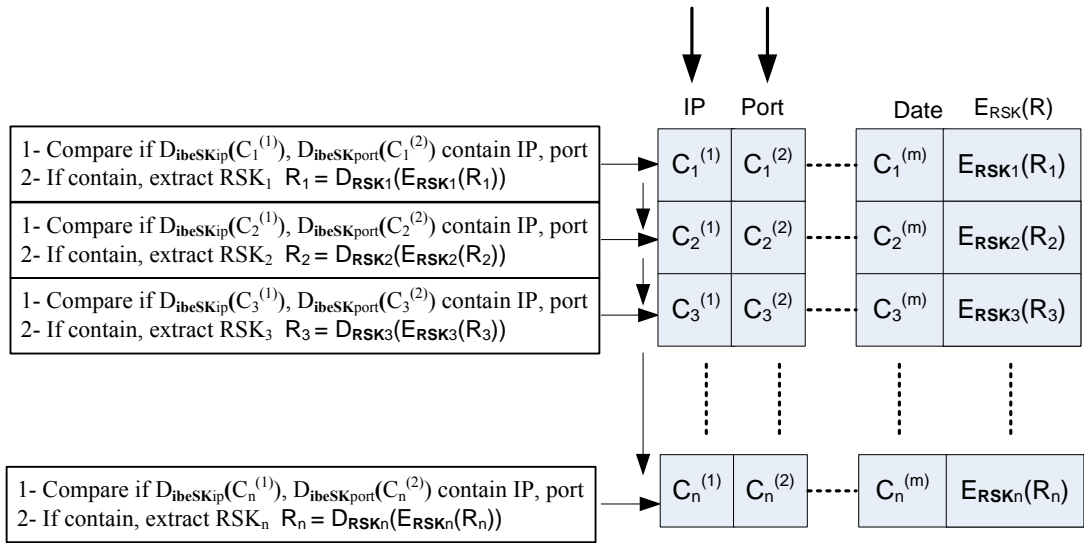 IP Port Date E_RSK(R)
1- Compare if D_ibeSKip(C_1^(1)), D_ibeSKport(C_1^(2)) contain IP, port
2- If contain, extract RSK_1 R_1 = D_RSK1(E_RSK1(R_1))
C_1^(1) C_1^(2) C_1^(m) E_RSK1(R_1)
1- Compare if D_ibeSKip(C_2^(1)), D_ibeSKport(C_2^(2)) contain IP, port
2- If contain, extract RSK_2 R_2 = D_RSK2(E_RSK2(R_2))
C_2^(1) C_2^(2) C_2^(m) E_RSK2(R_2)
1- Compare if D_ibeSKip(C_3^(1)), D_ibeSKport(C_3^(2)) contain IP, port
2- If contain, extract RSK_3 R_3 = D_RSK3(E_RSK3(R_3))
C_3^(1) C_3^(2) C_3^(m) E_RSK3(R_3)
1- Compare if D_ibeSKip(C_n^(1)), D_ibeSKport(C_n^(2)) contain IP, port
2- If contain, extract RSK_n R_n = D_RSKn(E_RSKn(R_n))
C_n^(1) C_n^(2) C_n^(m) E_RSKn(R_n)